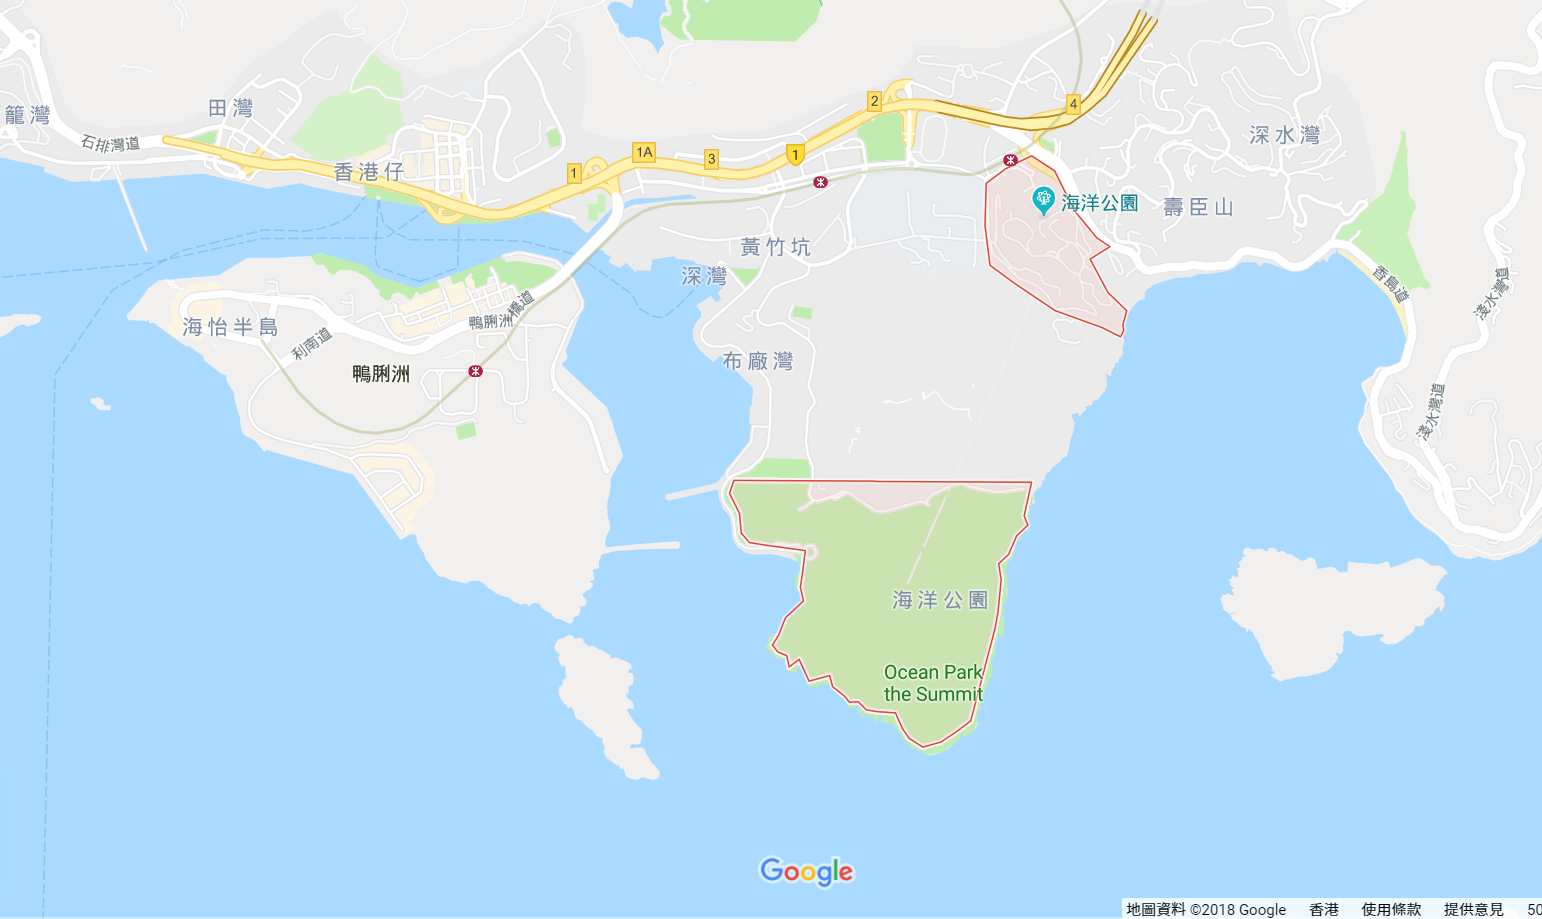 2
4
田灣
籠灣
深水灣
石排灣道
1A
1
3
1
香港仔
海洋公園
壽臣山
黃竹坑
深灣
香島道
淺水灣道
鴨脷洲橋道
海怡半島
利南道
布廠灣
鴨脷洲
淺水灣道
海洋公園
Ocean Park
the Summit
Google
地圖資料 ©2018 Google 香港 使用條款 提供意見 50